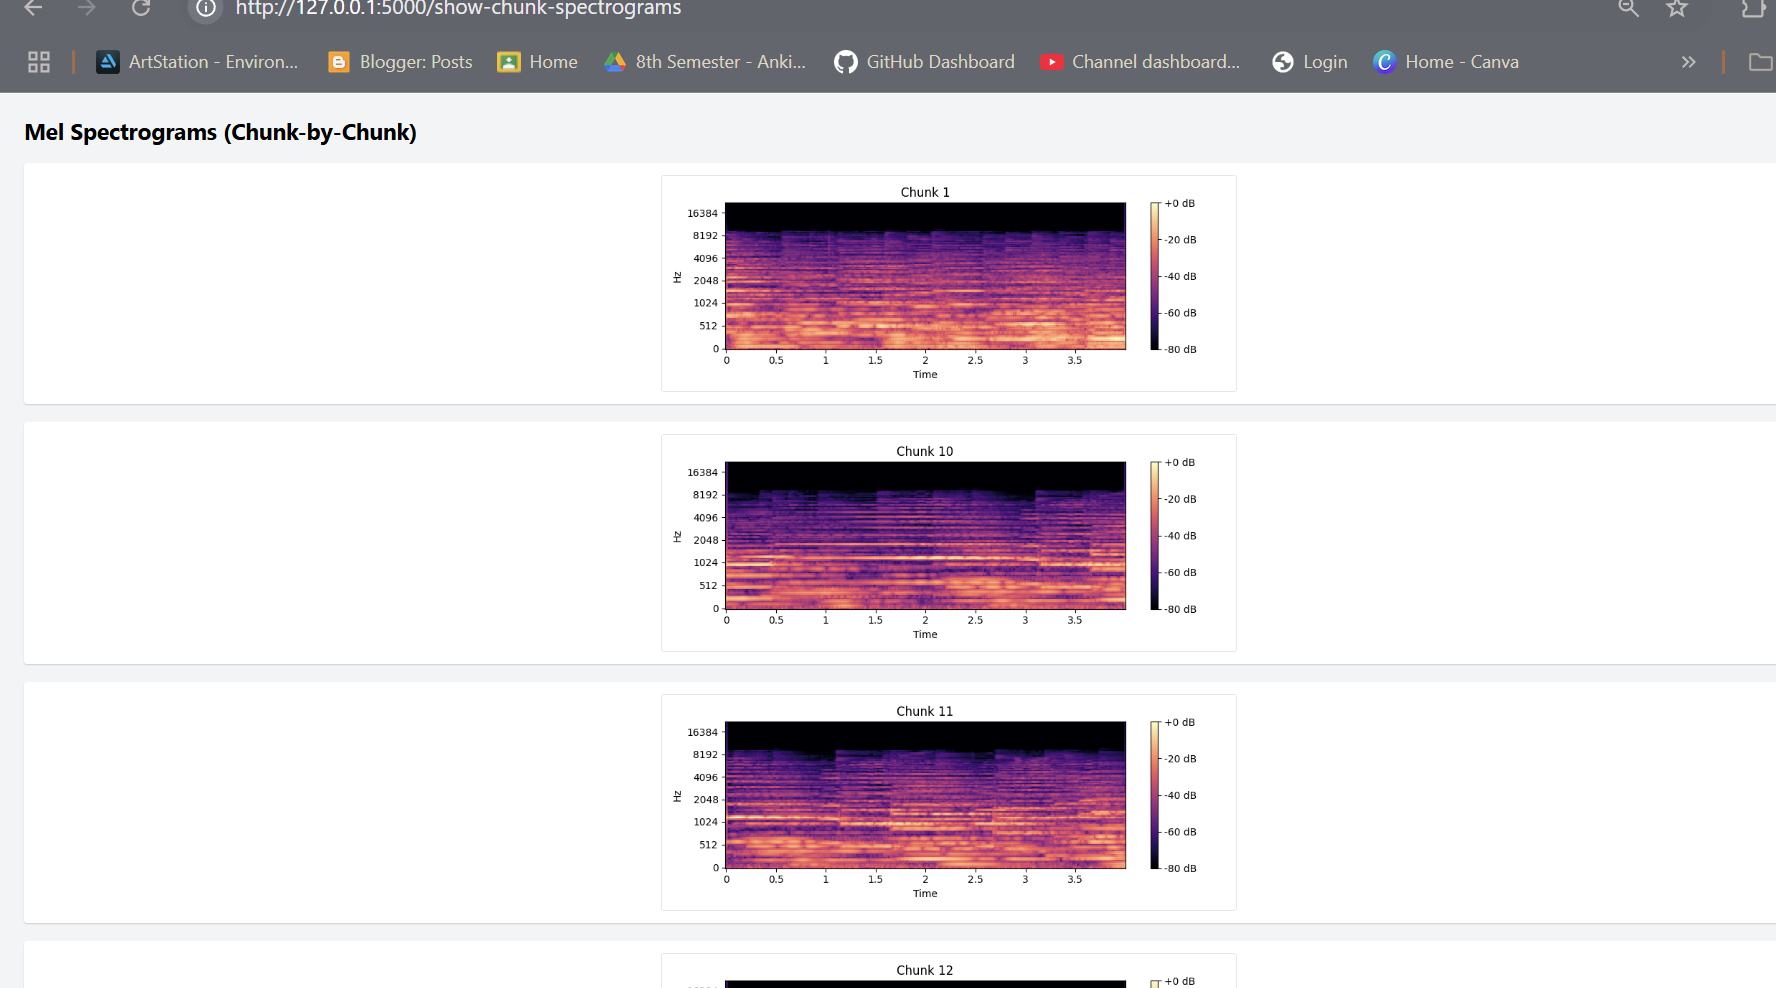 http://127.0.0.1:5000/show-chunk-spectrograms
ArtStation - Environ... Blogger: Posts Home 8th Semester - Anki... GitHub Dashboard Channel dashboard... Login Home - Canva
Mel Spectrograms (Chunk-by-Chunk)
Chunk 1
16384
8192
4096
2048
1024
512
0
Hz
0 0.5 1 1.5 2 2.5 3 3.5
Time
+0 dB
-20 dB
-40 dB
-60 dB
-80 dB
Chunk 10
16384
8192
4096
2048
1024
512
0
Hz
0 0.5 1 1.5 2 2.5 3 3.5
Time
+0 dB
-20 dB
-40 dB
-60 dB
-80 dB
Chunk 11
16384
8192
4096
2048
1024
512
0
Hz
0 0.5 1 1.5 2 2.5 3 3.5
Time
+0 dB
-20 dB
-40 dB
-60 dB
-80 dB
Chunk 12
+0 dB